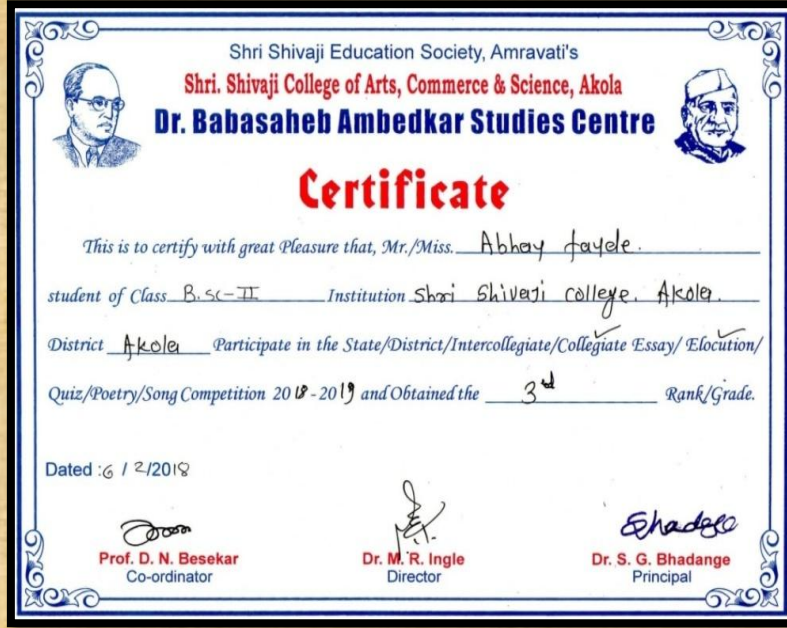 Shri Shivaji Education Society, Amravati's
Shri. Shivaji College of Arts, Commerce & Science, Akola
Dr. Babasaheb Ambedkar Studies Centre
Certificate
This is to certify with great Pleasure that, Mr./Miss. Abhay tayde.
student of Class B.sc-II Institution Shri Shivaji college. Akola.
District Akola Participate in the State/District/Intercollegiate/Collegiate Essay/ Elocution/
Quiz/Poetry/Song Competition 2018-2019 and Obtained the 3rd Rank/Grade.
Dated :6 / 2/2018
Prof. D. N. Besekar
Co-ordinator
Dr. M. R. Ingle
Director
Dr. S. G. Bhadange
Principal